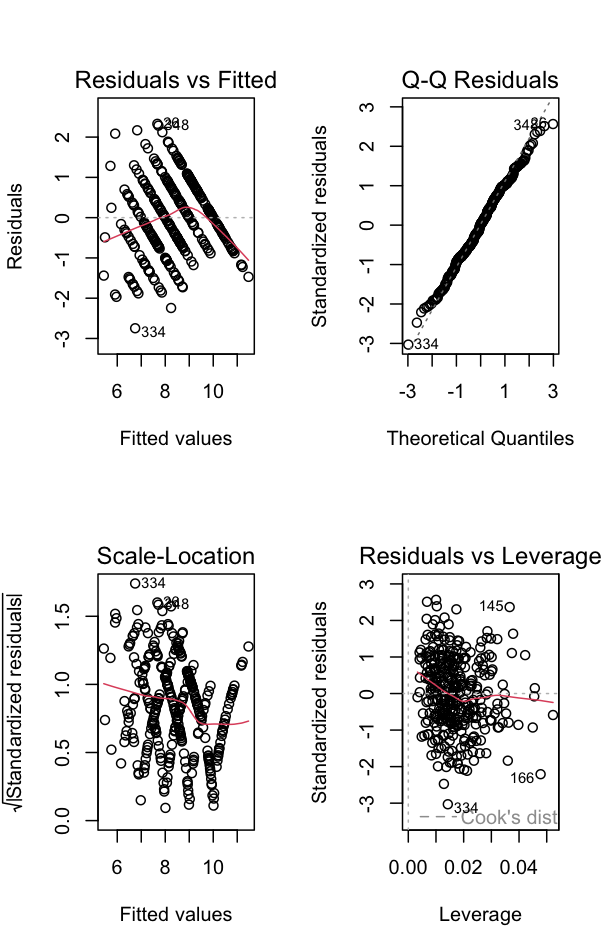 Residuals vs Fitted
Residuals
2
1
0
-1
-2
-3
6 8 10
Fitted values
348
334
Q-Q Residuals
Standardized residuals
3
2
1
0
-1
-2
-3
-3 -1 1 3
Theoretical Quantiles
334
Scale-Location
√|Standardized residuals|
1.5
1.0
0.5
0.0
6 8 10
Fitted values
334
348
Residuals vs Leverage
Standardized residuals
3
2
1
0
-1
-2
-3
0.00 0.02 0.04
Leverage
145
166
334
Cook's dist